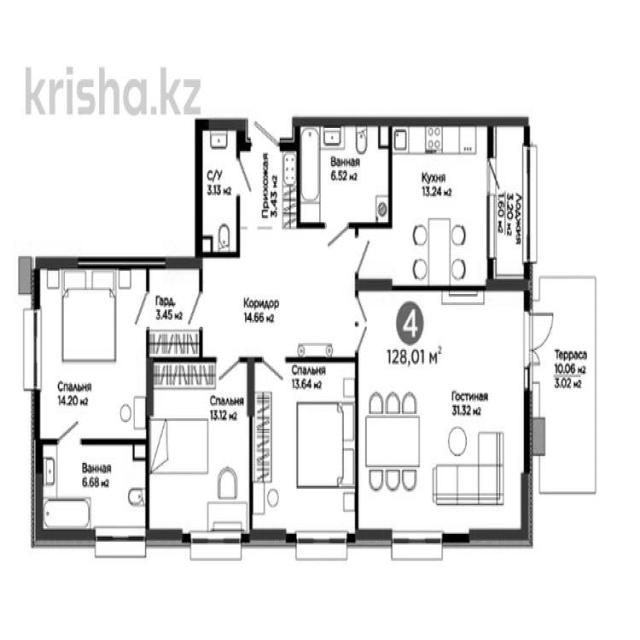 krisha.kz
С/У
3.13 м2
Прихожая
3.43 м2
Ванная
6.52 м2
Кухня
13.24 м2
Лоджия
3.20 м2
1.60 м2
Гард.
3.45 м2
Коридор
14.66 м2
4
128,01 м2
Терраса
10.06 м2
3.02 м2
Спальня
14.20 м2
Спальня
13.12 м2
Спальня
13.64 м2
Гостиная
31.32 м2
Ванная
6.68 м2